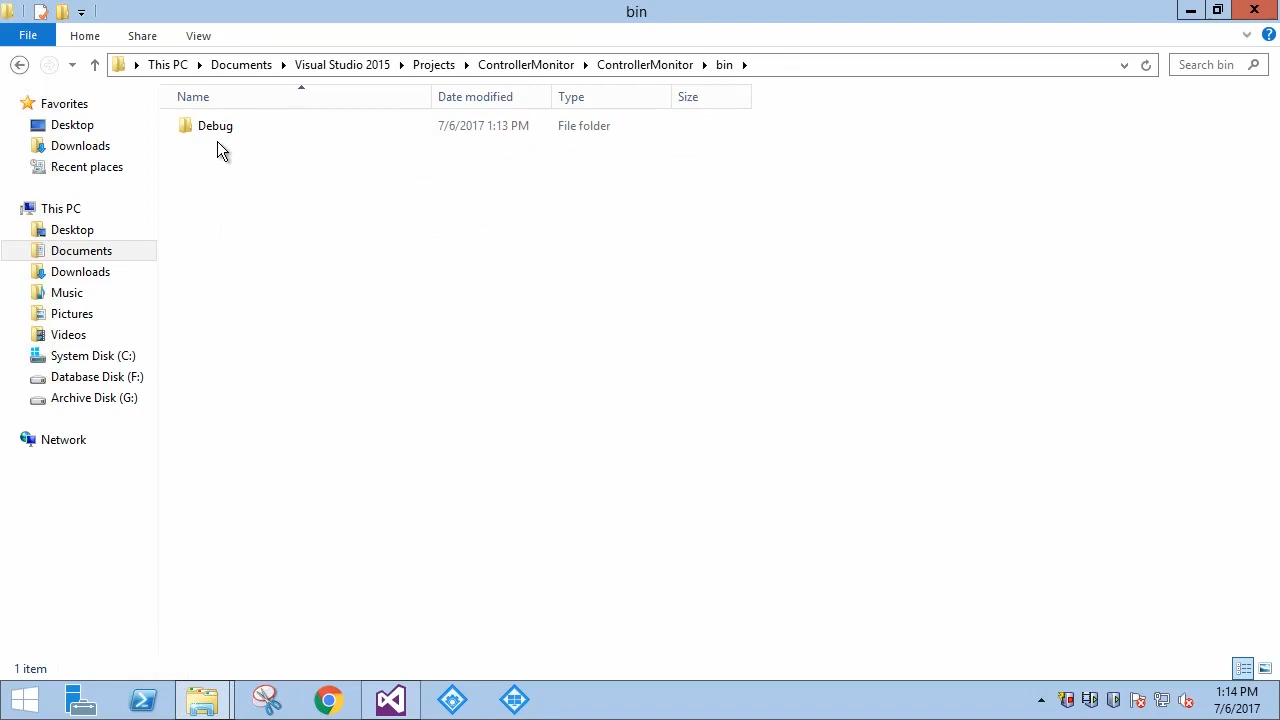 bin
File
Home
Share
View
This PC
Documents
Visual Studio 2015
Projects
ControllerMonitor
ControllerMonitor
bin
Search bin
Name
Date modified
Type
Size
Debug
7/6/2017 1:13 PM
File folder
Favorites
Desktop
Downloads
Recent places
This PC
Desktop
Documents
Downloads
Music
Pictures
Videos
System Disk (C:)
Database Disk (F:)
Archive Disk (G:)
Network
1 item
1:14 PM
7/6/2017